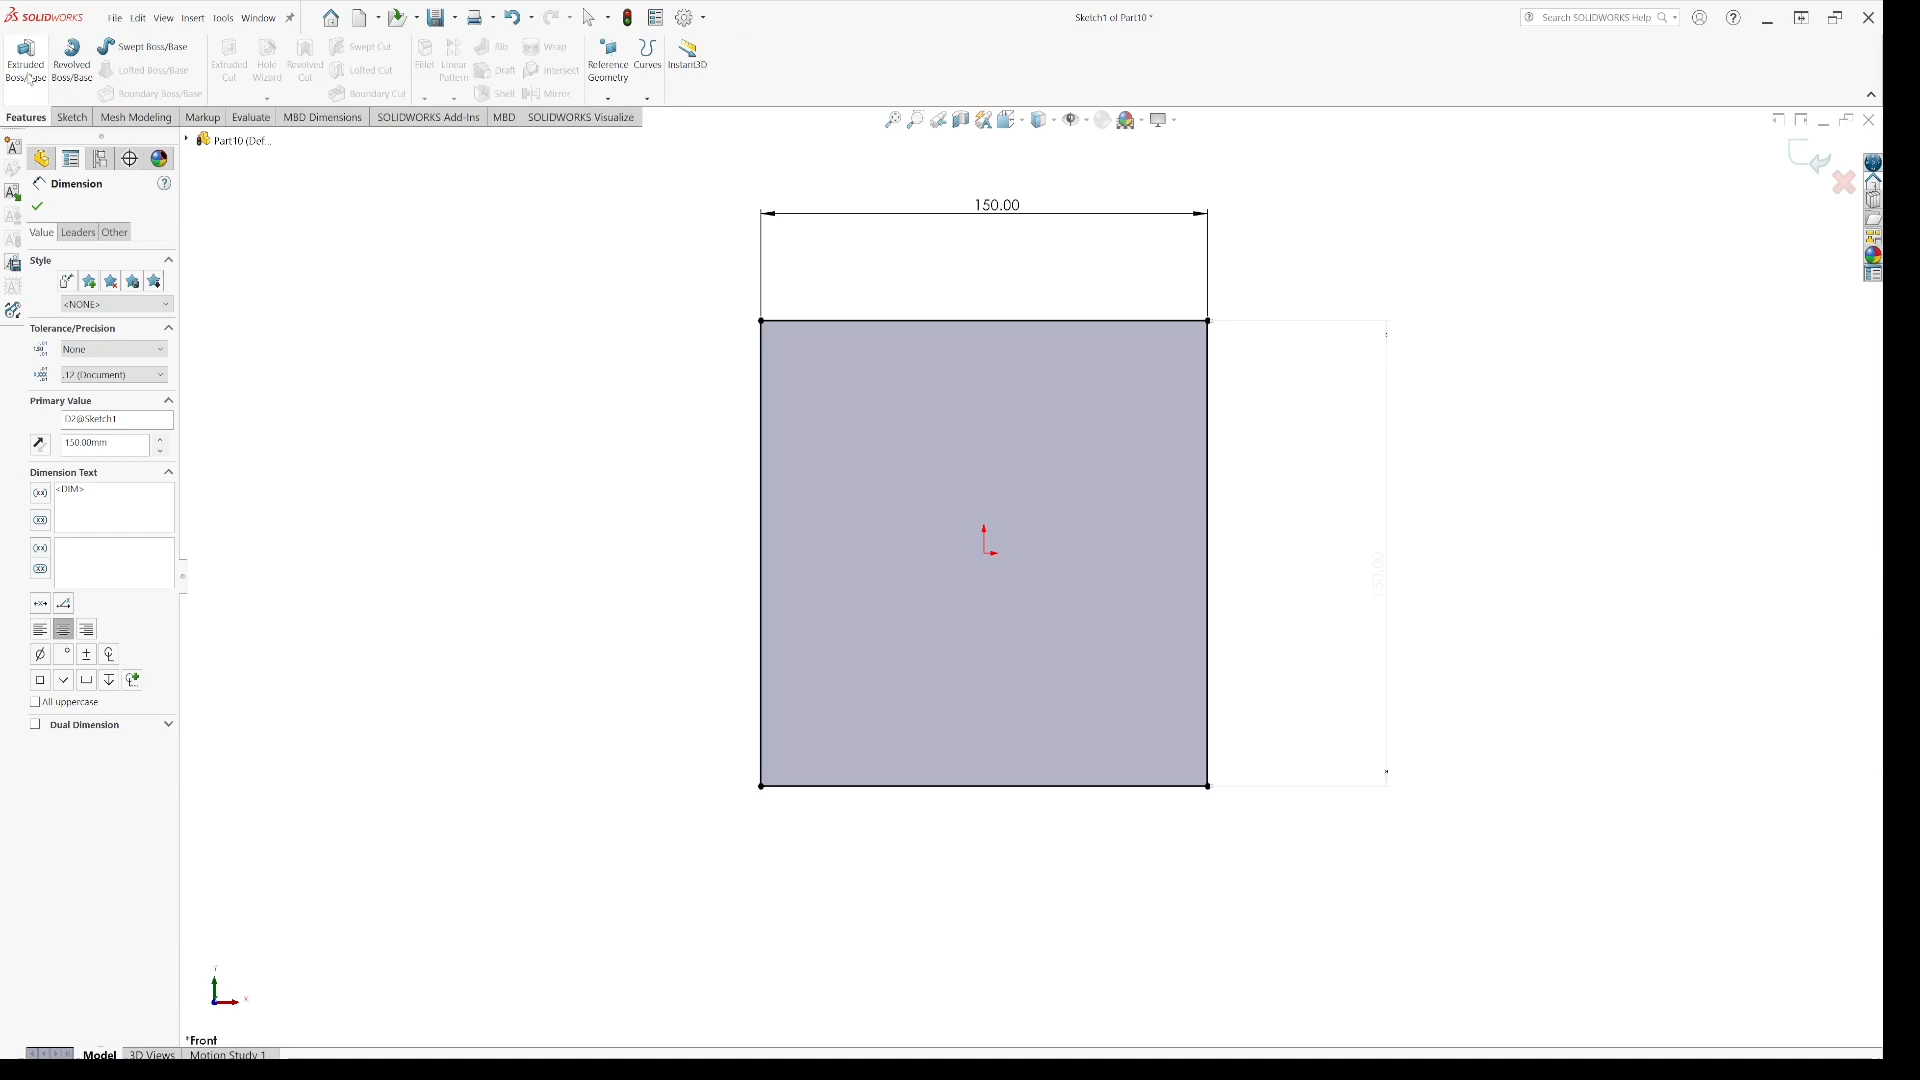 SOLIDWORKS File Edit View Insert Tools Window Sketch1 of Part10 * Search SOLIDWORKS Help
Extruded Boss/Base Revolved Boss/Base Swept Boss/Base Lofted Boss/Base Boundary Boss/Base Extruded Cut Hole Wizard Revolved Cut Swept Cut Lofted Cut Boundary Cut Fillet Linear Pattern Rib Draft Shell Wrap Intersect Mirror Reference Geometry Curves Instant3D
Features Sketch Mesh Modeling Markup Evaluate MBD Dimensions SOLIDWORKS Add-Ins MBD SOLIDWORKS Visualize
Part10 (Def...
Dimension
Value Leaders Other
Style
<NONE>
Tolerance/Precision
None
.12 (Document)
Primary Value
D2@Sketch1
150.00mm
Dimension Text
<DIM>
All uppercase
Dual Dimension
150.00
150.00
Y
X
*Front
Model 3D Views Motion Study 1